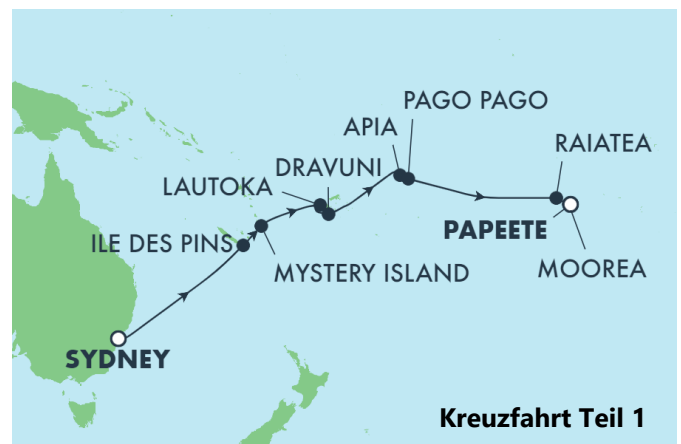 PAGO PAGO
APIA
DRAVUNI
RAIATEA
LAUTOKA
PAPEETE
ILE DES PINS
MOOREA
MYSTERY ISLAND
SYDNEY
Kreuzfahrt Teil 1